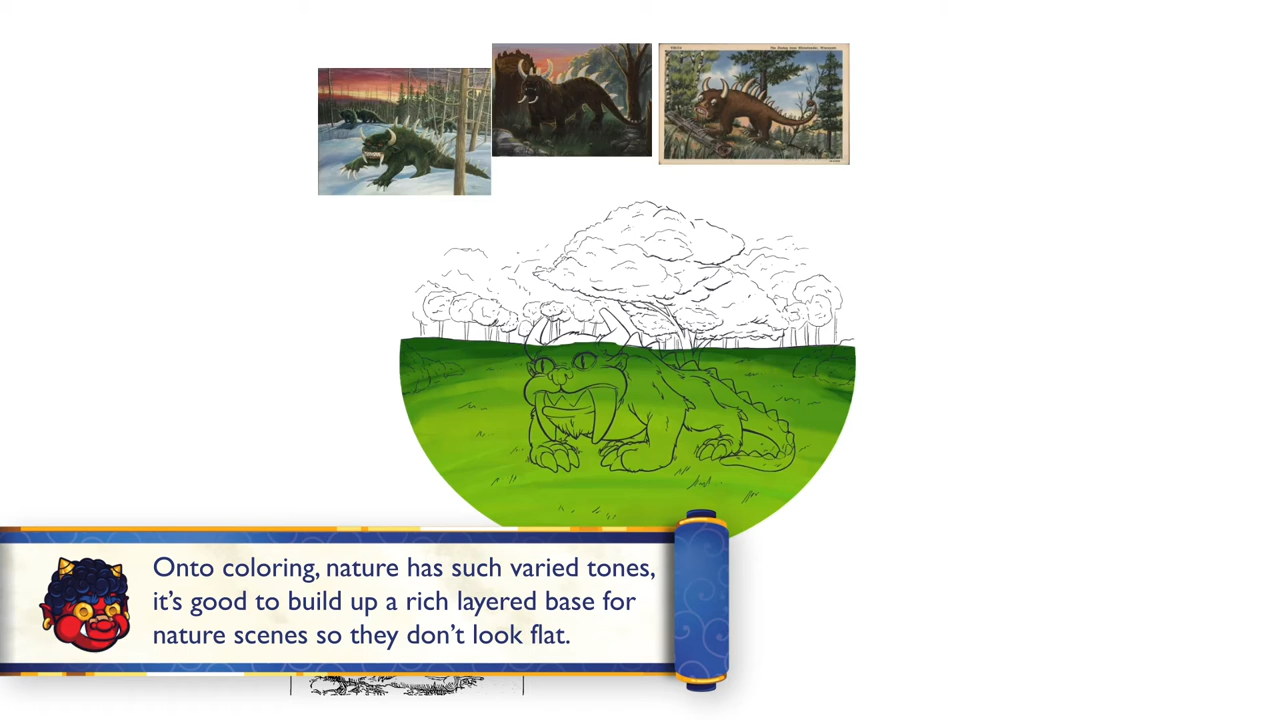 Onto coloring, nature has such varied tones,
it's good to build up a rich layered base for
nature scenes so they don't look flat.